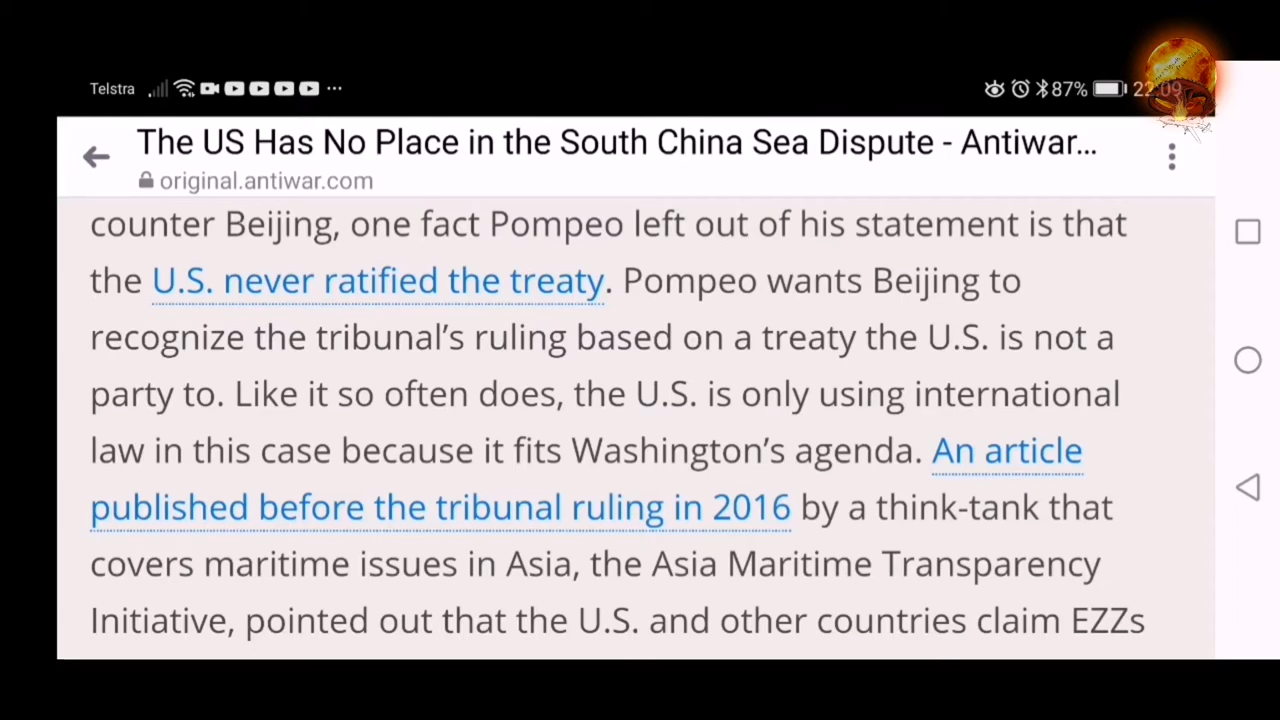 Telstra ... 87% 22:09
The US Has No Place in the South China Sea Dispute - Antiwar...
original.antiwar.com
counter Beijing, one fact Pompeo left out of his statement is that
the U.S. never ratified the treaty. Pompeo wants Beijing to
recognize the tribunal’s ruling based on a treaty the U.S. is not a
party to. Like it so often does, the U.S. is only using international
law in this case because it fits Washington’s agenda. An article
published before the tribunal ruling in 2016 by a think-tank that
covers maritime issues in Asia, the Asia Maritime Transparency
Initiative, pointed out that the U.S. and other countries claim EZZs